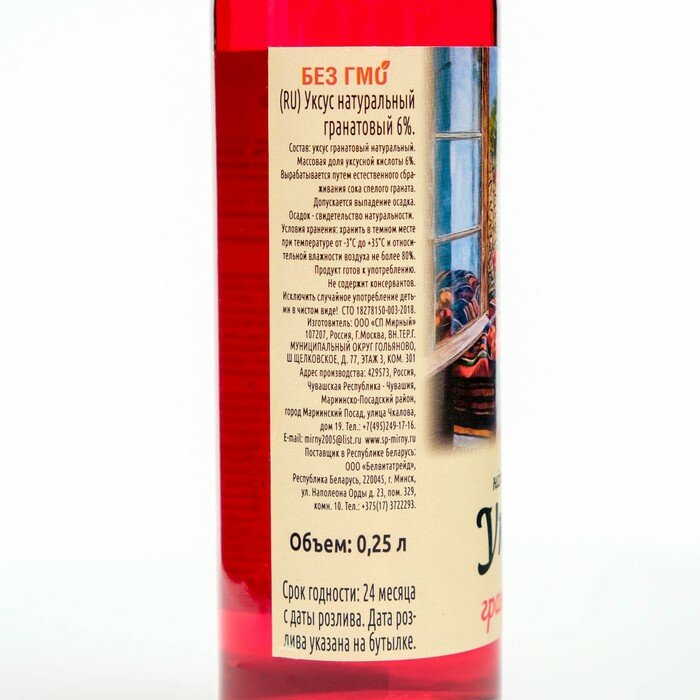 БЕЗ ГМО
(RU) Уксус натуральный
гранатовый 6%.
Состав: уксус гранатовый натуральный.
Массовая доля уксусной кислоты 6%.
Вырабатывается путем естественного сбра-
живания сока спелого граната.
Допускается выпадение осадка.
Осадок - свидетельство натуральности.
Условия хранения: хранить в темном месте
при температуре от -3°С до +35°С и относи-
тельной влажности воздуха не более 80%.
Продукт готов к употреблению.
Не содержит консервантов.
Исключить случайное употребление деть-
ми в чистом виде! СТО 18278150-003-2018.
Изготовитель: ООО «СП Мирный»
107207, Россия, Г.Москва, ВН.ТЕР.Г.
МУНИЦИПАЛЬНЫЙ ОКРУГ ГОЛЬЯНОВО,
Ш.ЩЕЛКОВСКОЕ, Д. 77, ЭТАЖ 3, КОМ. 301
Адрес производства: 429573, Россия,
Чувашская Республика - Чувашия,
Мариинско-Посадский район,
город Мариинский Посад, улица Чкалова,
дом 19. Тел.: +7(495)249-17-16.
E-mail: mirny2005@list.ru www.sp-mirny.ru
Поставщик в Республике Беларусь:
ООО «Белвитатрейд»,
Республика Беларусь, 220045, г. Минск,
ул. Наполеона Орды д. 23, пом. 329,
комн. 10. Тел.: +375(17) 3722293.
Объем: 0,25 л
Срок годности: 24 месяца
с даты розлива. Дата роз-
лива указана на бутылке.